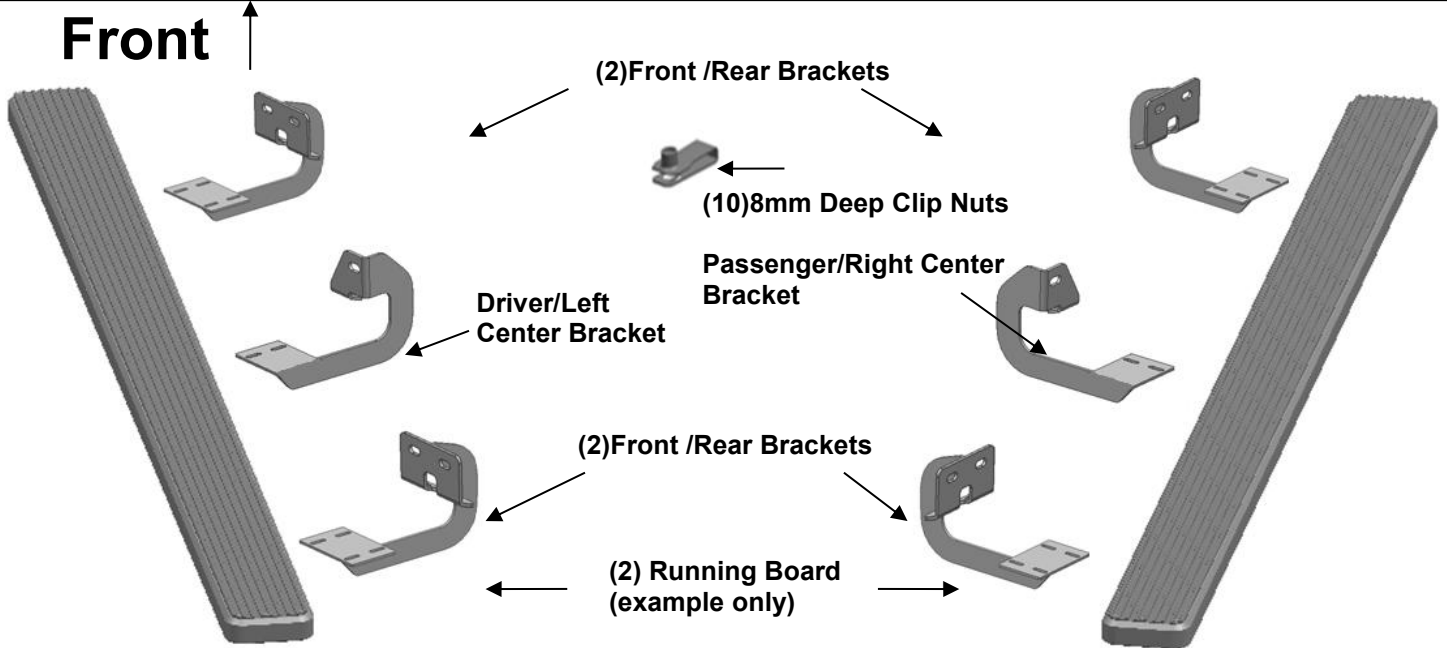 Front
(2)Front /Rear Brackets
(10)8mm Deep Clip Nuts
Passenger/Right Center
Bracket
Driver/Left
Center Bracket
(2)Front /Rear Brackets
(2) Running Board
(example only)